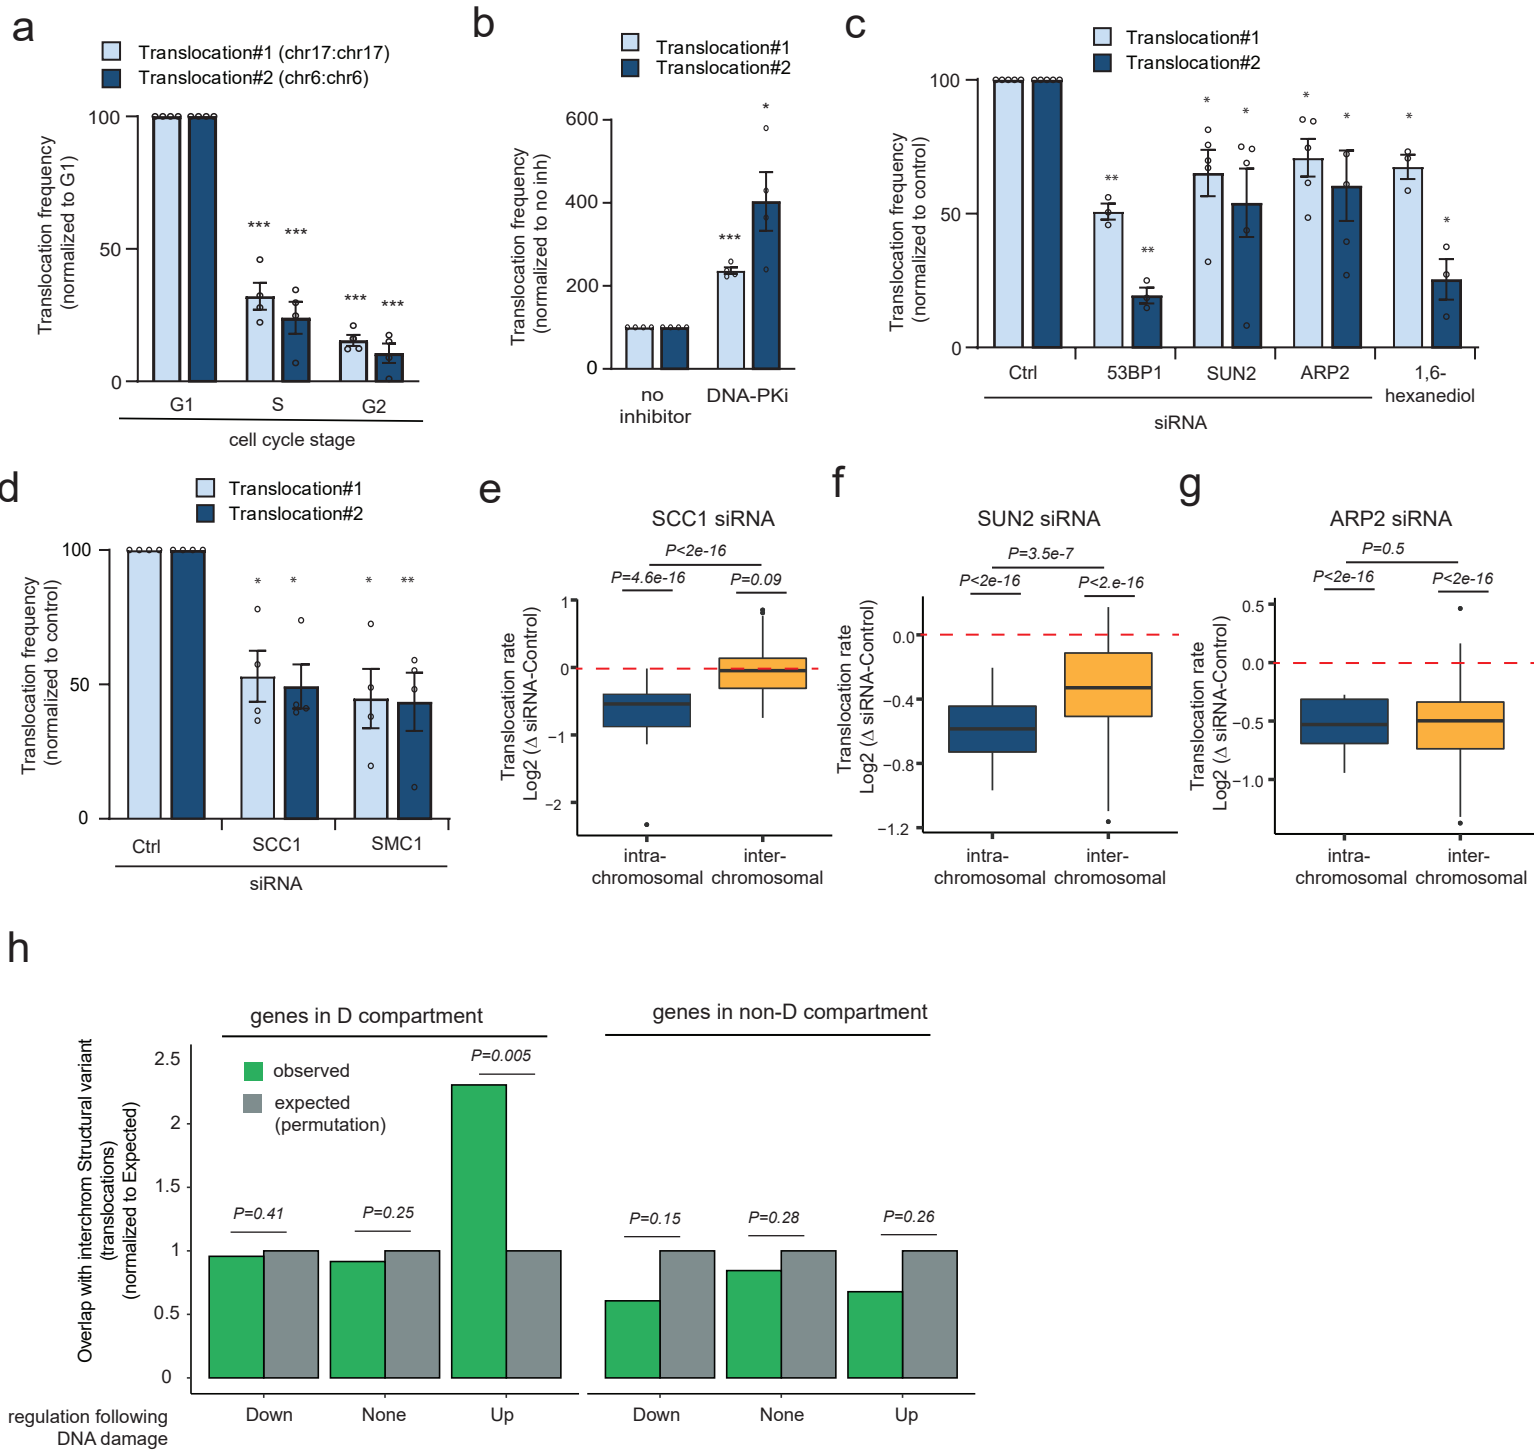 a
Translocation#1 (chr17:chr17)
Translocation#2 (chr6:chr6)
Translocation frequency
(normalized to G1)
100
50
0
***
***
***
***
G1
S
G2
cell cycle stage
b
Translocation#1
Translocation#2
Translocation frequency
(normalized to no inh)
600
400
200
0
***
*
no
inhibitor
DNA-PKi
c
Translocation#1
Translocation#2
Translocation frequency
(normalized to control)
100
50
0
**
**
*
*
*
*
*
*
Ctrl
53BP1
SUN2
ARP2
1,6-
hexanediol
siRNA
d
Translocation#1
Translocation#2
Translocation frequency
(normalized to control)
100
50
0
*
*
*
**
Ctrl
SCC1
SMC1
siRNA
e
SCC1 siRNA
P<2e-16
P=4.6e-16
P=0.09
Translocation rate
Log2 (Δ siRNA-Control)
1
0
−1
−2
intra-
chromosomal
inter-
chromosomal
f
SUN2 siRNA
P=3.5e-7
P<2e-16
P<2.e-16
Translocation rate
Log2 (Δ siRNA-Control)
0.0
−0.4
−0.8
−1.2
intra-
chromosomal
inter-
chromosomal
g
ARP2 siRNA
P=0.5
P<2e-16
P<2e-16
Translocation rate
Log2 (Δ siRNA-Control)
0.5
0.0
−0.5
−1.0
intra-
chromosomal
inter-
chromosomal
h
genes in D compartment
genes in non-D compartment
observed
expected
(permutation)
Overlap with interchrom Structural variant
(translocations)
(normalized to Expected)
2.5
2
1.5
1
0.5
0
P=0.41
P=0.25
P=0.005
P=0.15
P=0.28
P=0.26
regulation following
DNA damage
Down
None
Up
Down
None
Up